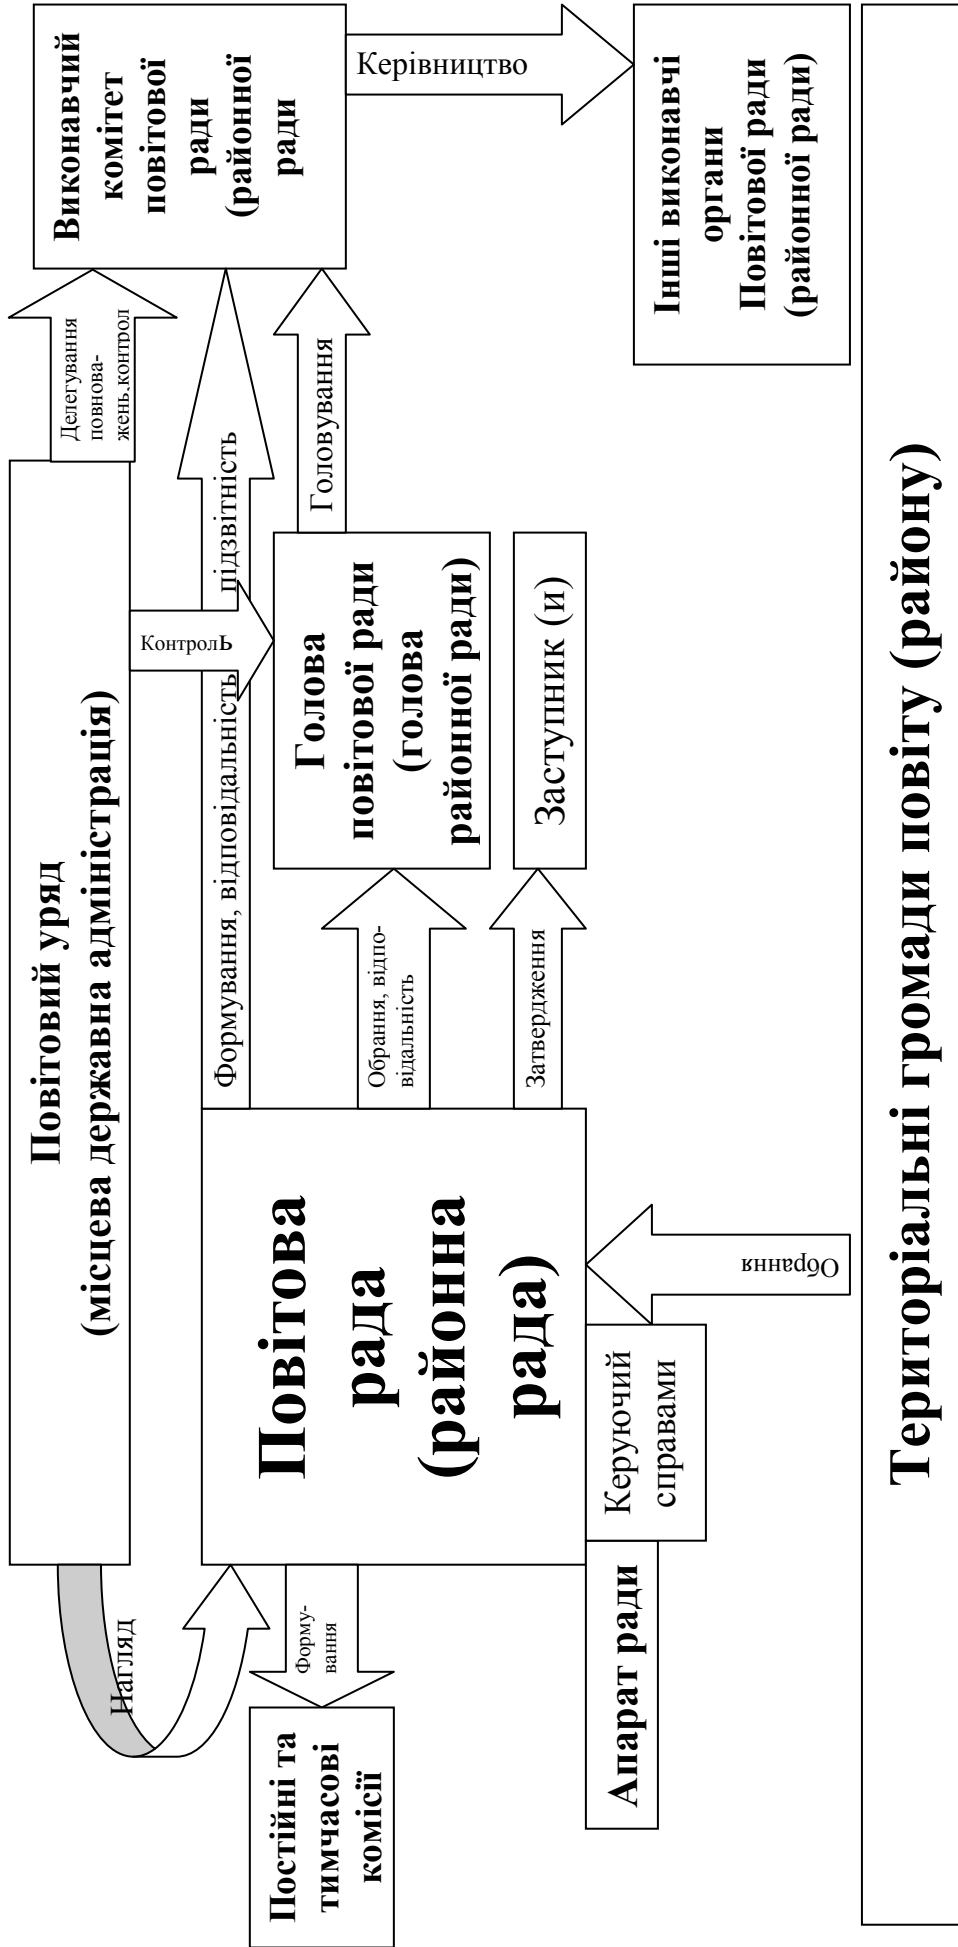 Повітовий уряд
(місцева державна адміністрація)
Нагляд
Делегування
повнова-
жень.контрол
Контроль
Формування, відповідальність
підзвітність
Виконавчий
комітет
повітової
ради
(районної
ради
Постійні та
тимчасові
комісії
Форму-
вання
Повітова
рада
(районна
рада)
Обрання, відпо-
відальність
Голова
повітової ради
(голова
районної ради)
Головування
Керівництво
Затвердження
Заступник (и)
Апарат ради
Керуючий
справами
Обрання
Інші виконавчі
органи
Повітової ради
(районної ради)
Територіальні громади повіту (району)